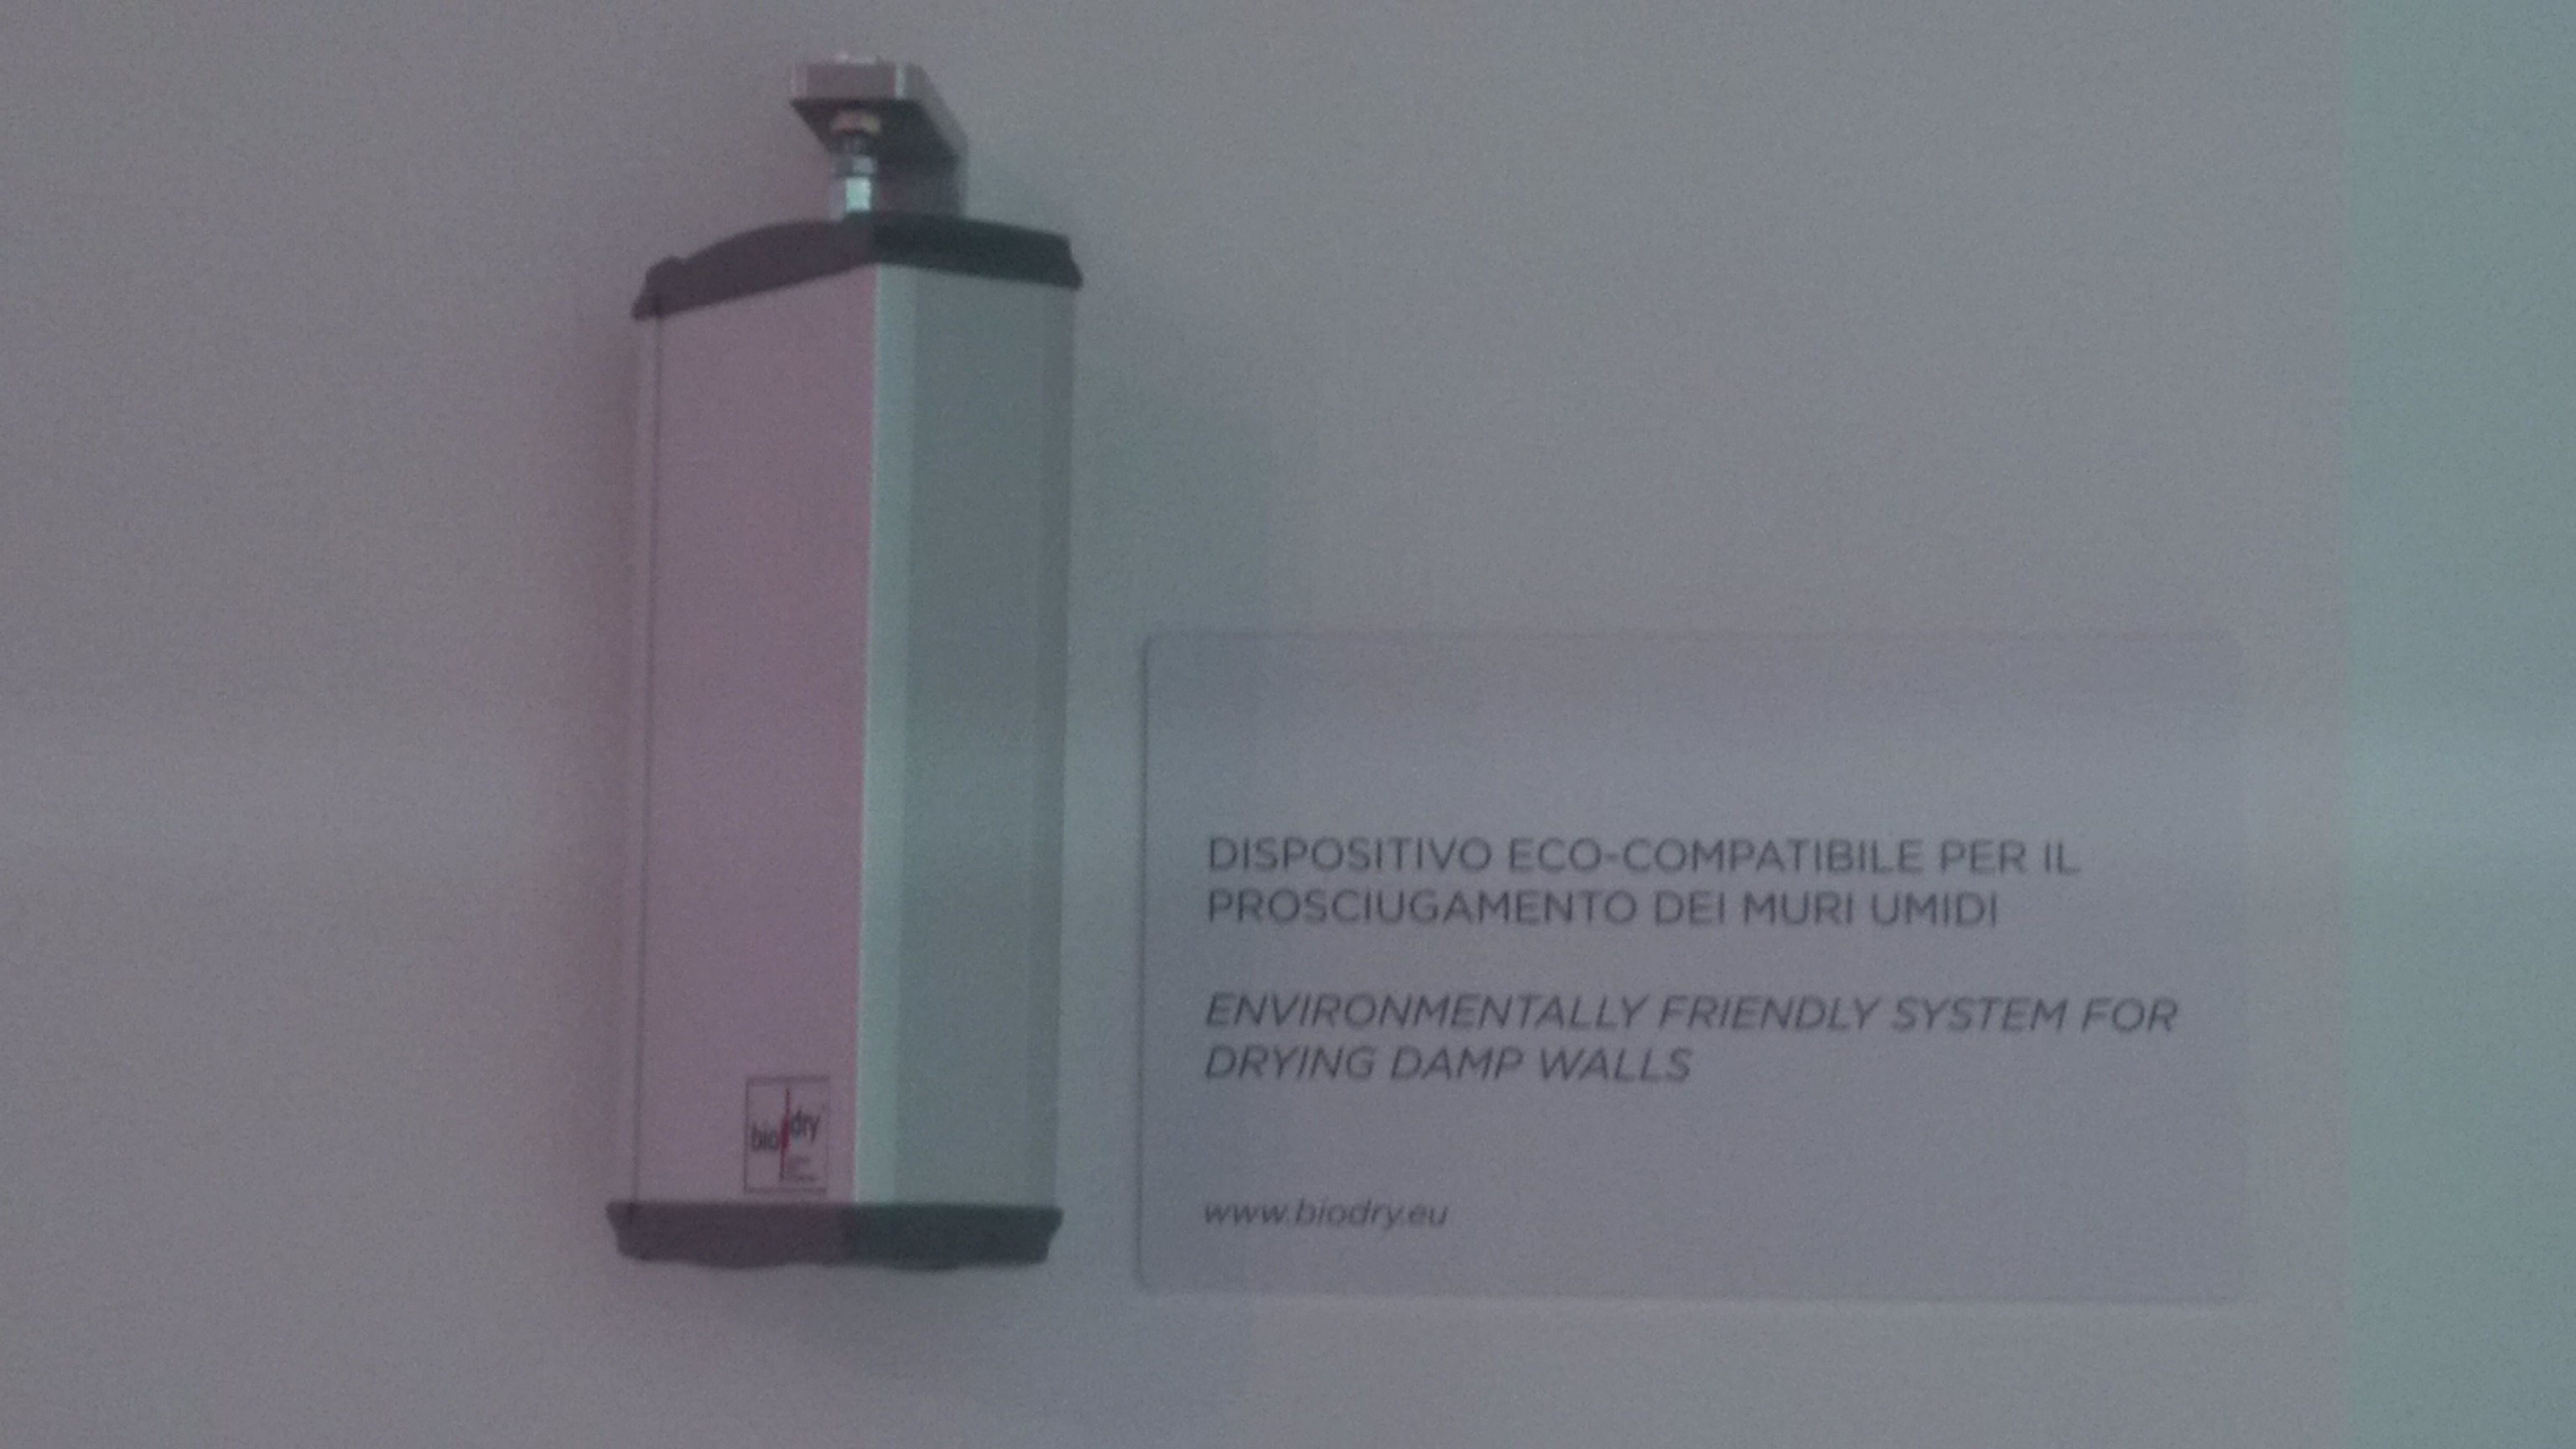 DISPOSITIVO ECO-COMPATIBILE PER IL
PROSCIUGAMENTO DEI MURI UMIDI
ENVIRONMENTALLY FRIENDLY SYSTEM FOR
DRYING DAMP WALLS
www.biodry.eu
bio dry